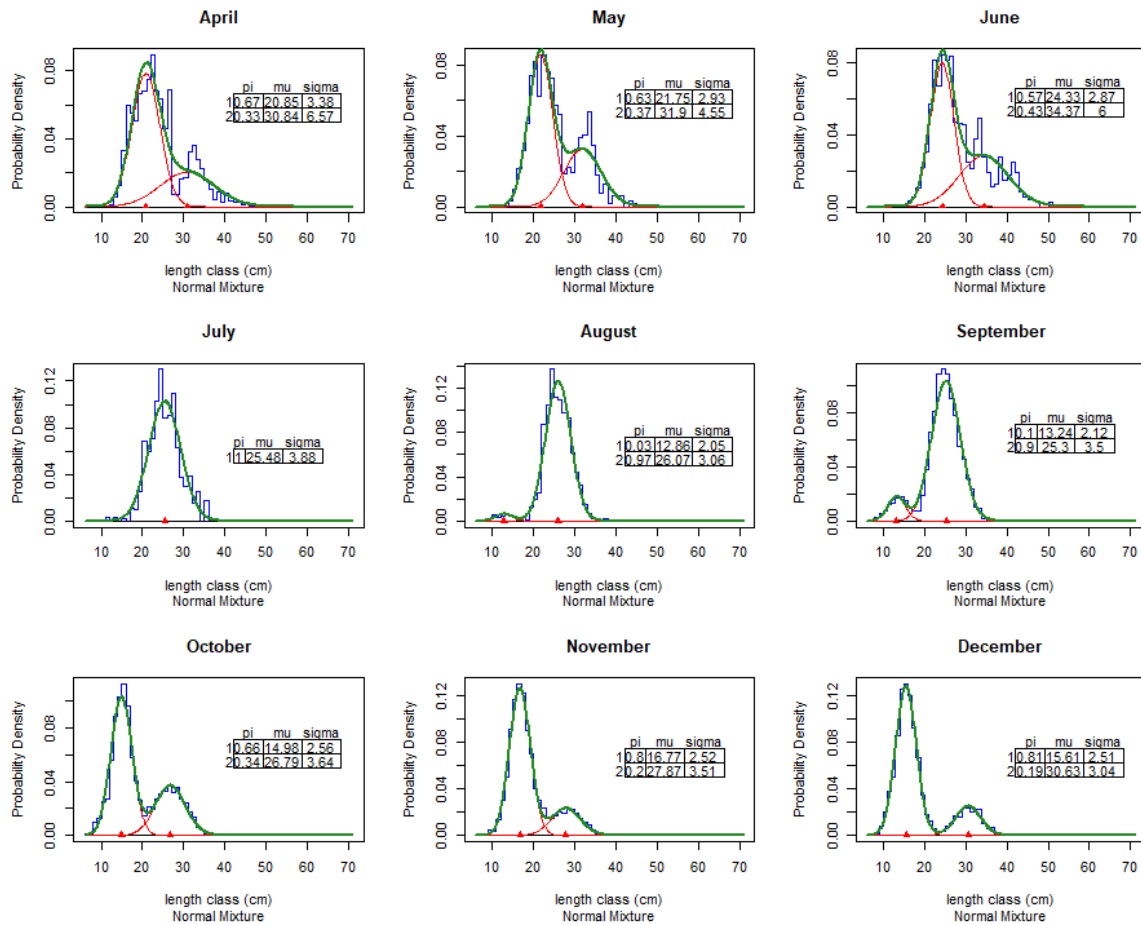 April
Probability Density
0.00 0.04 0.08
pi mu sigma
1 0.67 20.85 3.38
2 0.33 30.84 6.57
10 20 30 40 50 60 70
length class (cm)
Normal Mixture
May
Probability Density
0.00 0.04 0.08
pi mu sigma
1 0.63 21.75 2.93
2 0.37 31.9 4.55
10 20 30 40 50 60 70
length class (cm)
Normal Mixture
June
Probability Density
0.00 0.04 0.08
pi mu sigma
1 0.57 24.33 2.87
2 0.43 34.37 6
10 20 30 40 50 60 70
length class (cm)
Normal Mixture
July
Probability Density
0.00 0.04 0.08 0.12
pi mu sigma
1 1 25.48 3.88
10 20 30 40 50 60 70
length class (cm)
Normal Mixture
August
Probability Density
0.00 0.04 0.08 0.12
pi mu sigma
1 0.03 12.86 2.05
2 0.97 26.07 3.06
10 20 30 40 50 60 70
length class (cm)
Normal Mixture
September
Probability Density
0.00 0.04 0.08
pi mu sigma
1 0.1 13.24 2.12
2 0.9 25.3 3.5
10 20 30 40 50 60 70
length class (cm)
Normal Mixture
October
Probability Density
0.00 0.04 0.08
pi mu sigma
1 0.66 14.98 2.56
2 0.34 26.79 3.64
10 20 30 40 50 60 70
length class (cm)
Normal Mixture
November
Probability Density
0.00 0.04 0.08 0.12
pi mu sigma
1 0.8 16.77 2.52
2 0.2 27.87 3.51
10 20 30 40 50 60 70
length class (cm)
Normal Mixture
December
Probability Density
0.00 0.04 0.08 0.12
pi mu sigma
1 0.81 15.61 2.51
2 0.19 30.63 3.04
10 20 30 40 50 60 70
length class (cm)
Normal Mixture